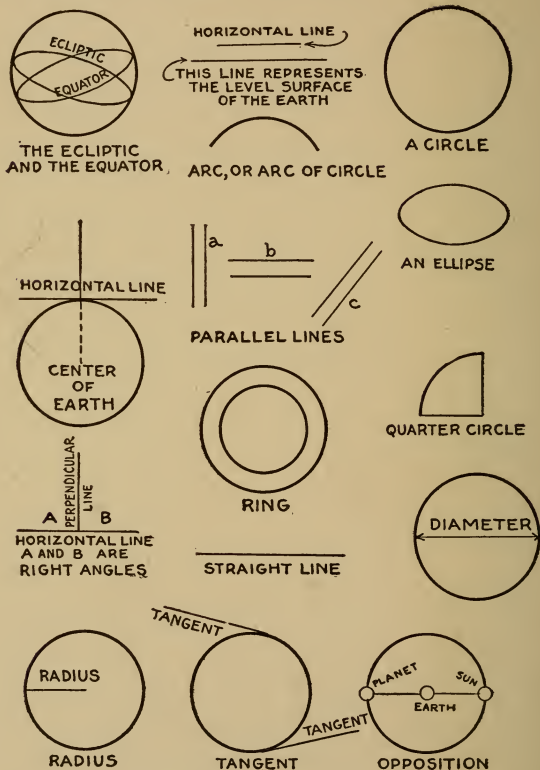 ECLIPTIC
EQUATOR
THE ECLIPTIC
AND THE EQUATOR
HORIZONTAL LINE
THIS LINE REPRESENTS
THE LEVEL SURFACE
OF THE EARTH
ARC, OR ARC OF CIRCLE
A CIRCLE
AN ELLIPSE
HORIZONTAL LINE
CENTER
OF
EARTH
a
b
c
PARALLEL LINES
QUARTER CIRCLE
RING
PERPENDICULAR
LINE
A B
HORIZONTAL LINE
A AND B ARE
RIGHT ANGLES
STRAIGHT LINE
DIAMETER
RADIUS
RADIUS
TANGENT
TANGENT
TANGENT
PLANET
SUN
EARTH
OPPOSITION